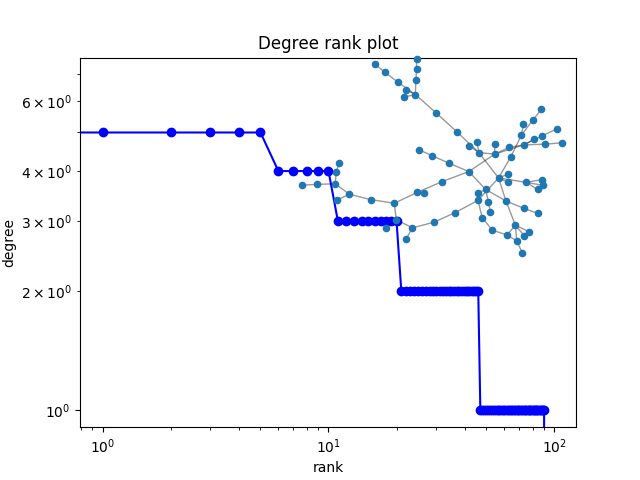 Degree rank plot
6 × 10⁰
4 × 10⁰
3 × 10⁰
2 × 10⁰
10⁰
degree
10⁰ 10¹ 10²
rank